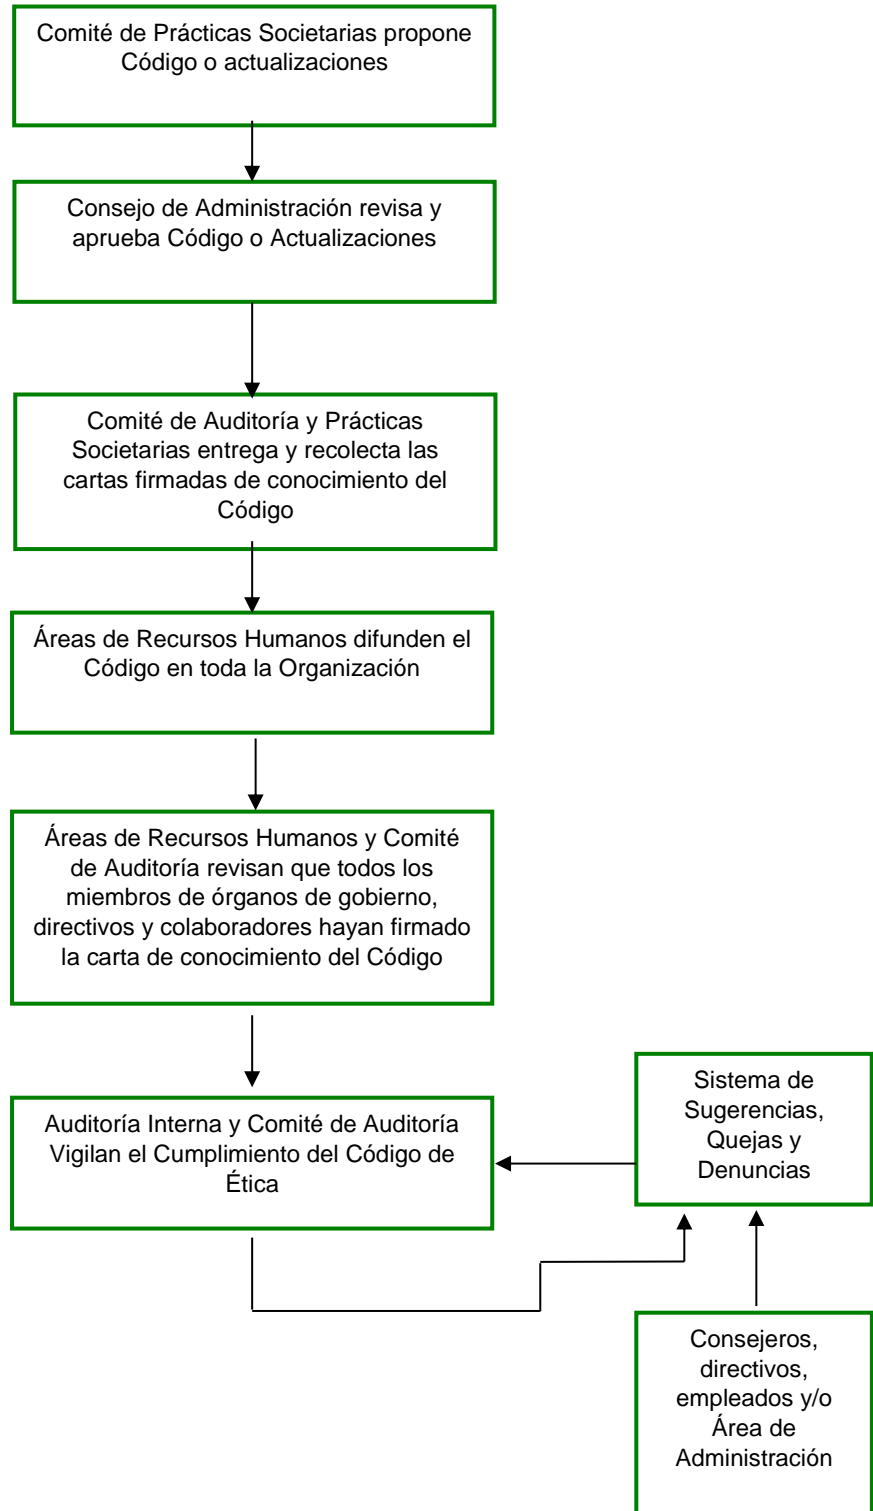 Comité de Prácticas Societarias propone
Código o actualizaciones
Consejo de Administración revisa y
aprueba Código o Actualizaciones
Comité de Auditoría y Prácticas
Societarias entrega y recolecta las
cartas firmadas de conocimiento del
Código
Áreas de Recursos Humanos difunden el
Código en toda la Organización
Áreas de Recursos Humanos y Comité
de Auditoría revisan que todos los
miembros de órganos de gobierno,
directivos y colaboradores hayan firmado
la carta de conocimiento del Código
Auditoría Interna y Comité de Auditoría
Vigilan el Cumplimiento del Código de
Ética
Sistema de
Sugerencias,
Quejas y
Denuncias
Consejeros,
directivos,
empleados y/o
Área de
Administración